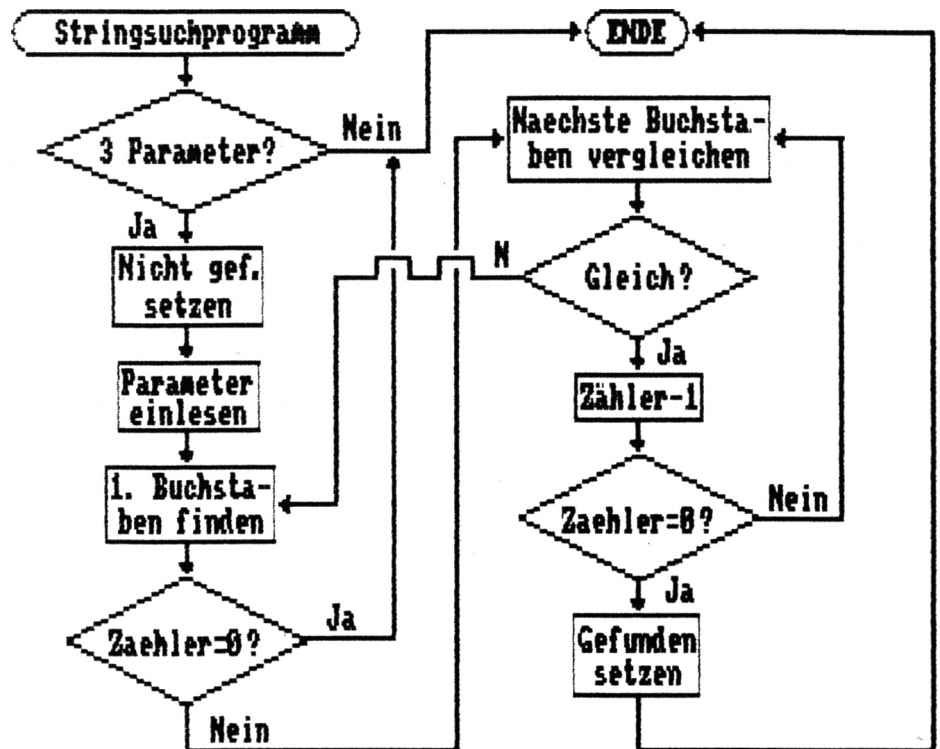 Stringsuchprogramm
3 Parameter?
Nein
Ja
Nicht gef.
setzen
Parameter
einlesen
1. Buchsta-
ben finden
Zaehler=0?
Ja
Nein
ENDE
Naechste Buchsta-
ben vergleichen
Gleich?
N
Ja
Zähler-1
Zaehler=0?
Nein
Ja
Gefunden
setzen